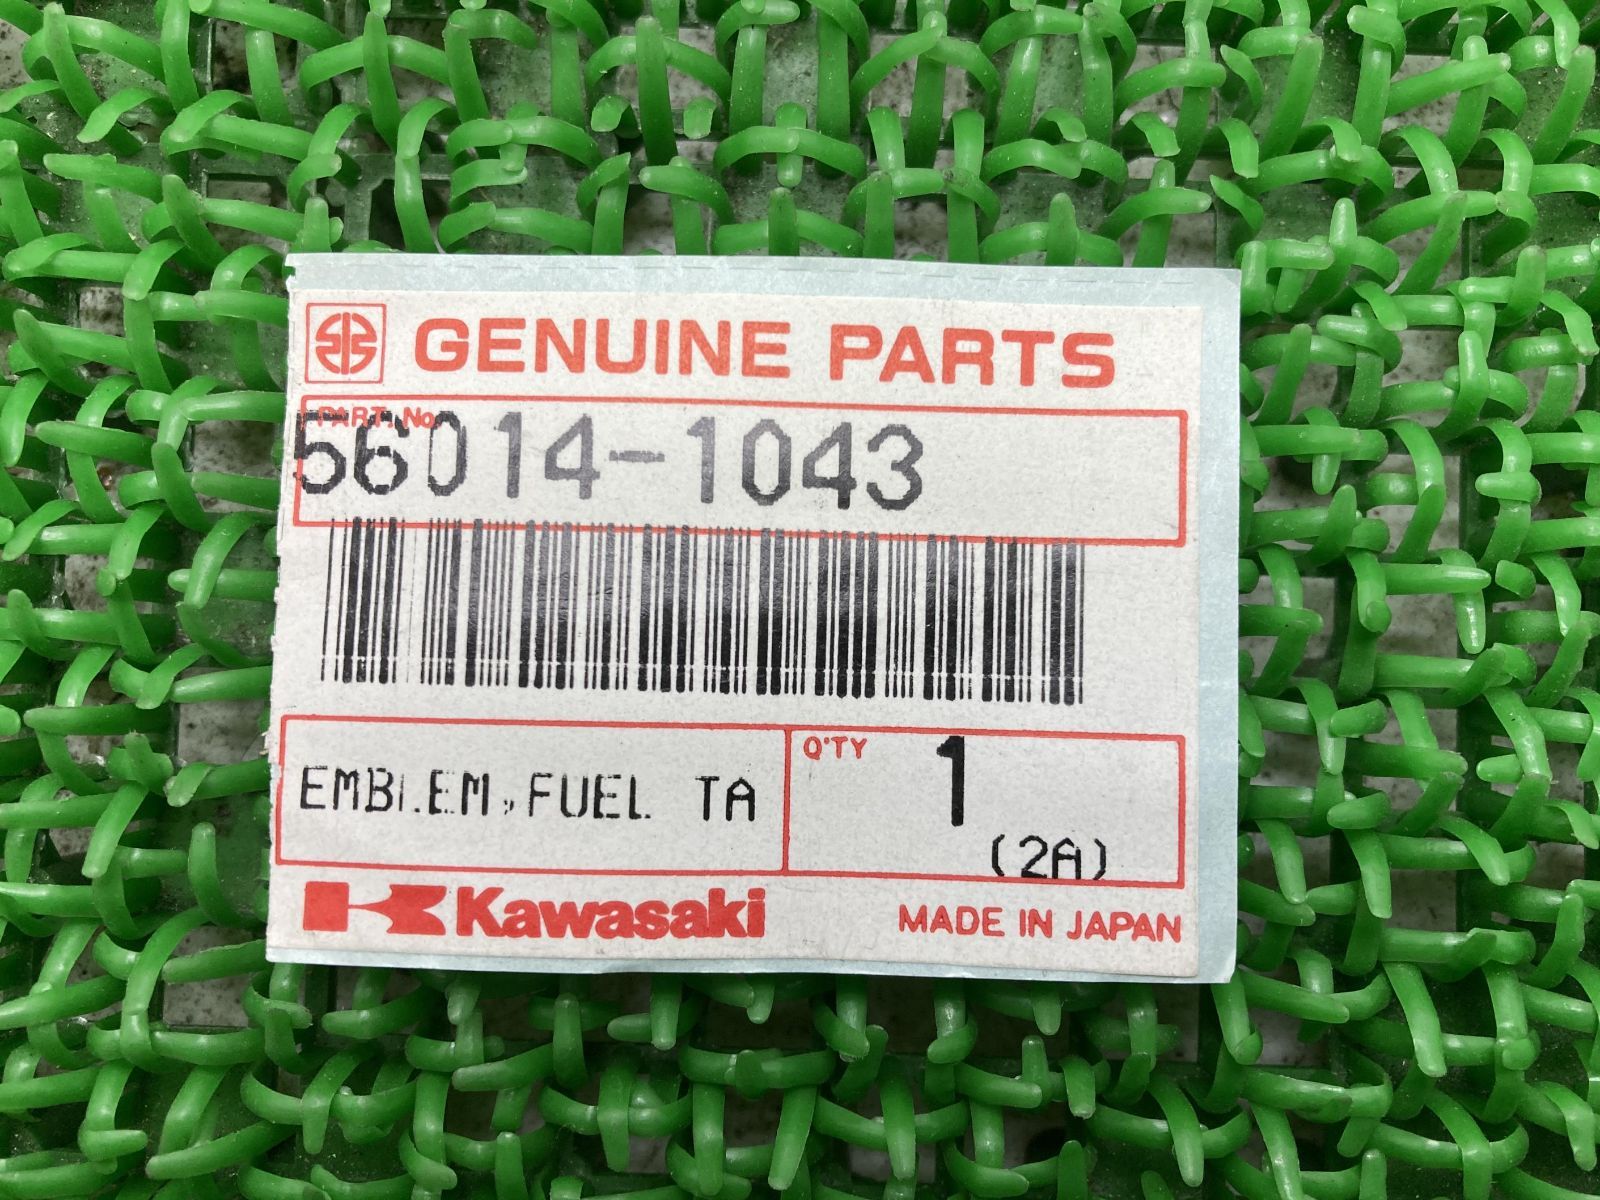 GENUINE PARTS
PART No.
56014-1043
EMBLEM,FUEL TA
Q'TY 1
(2A)
Kawasaki
MADE IN JAPAN